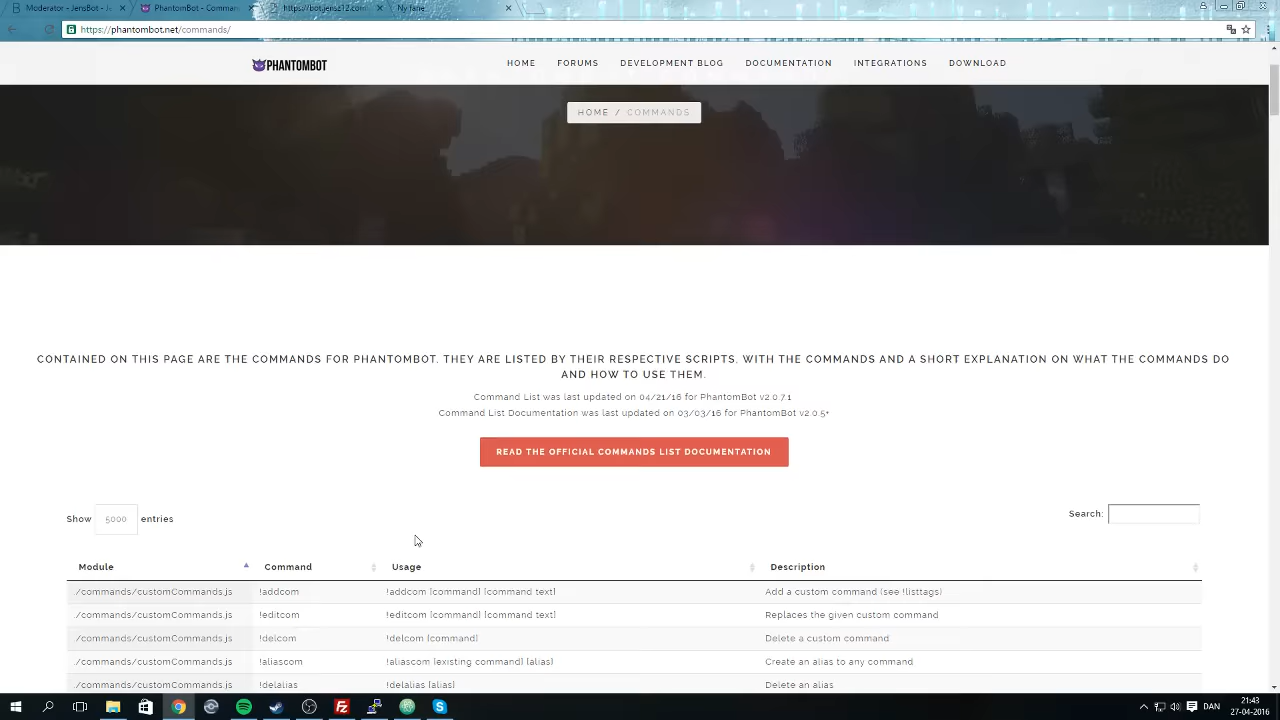 Moderator - JenDo
JenDo12.com
JenDo
JenDo
Jens
https://phantombot.net/commands/
PHANTOMBOT
HOME
FORUMS
DEVELOPMENT BLOG
DOCUMENTATION
INTEGRATIONS
DOWNLOAD
HOME / COMMANDS
CONTAINED ON THIS PAGE ARE THE COMMANDS FOR PHANTOMBOT. THEY ARE LISTED BY THEIR RESPECTIVE SCRIPTS, WITH THE COMMANDS AND A SHORT EXPLANATION ON WHAT THE COMMANDS DO
AND HOW TO USE THEM.
Command List was last updated on 04/21/16 for PhantomBot v2.0.7.1
Command List Documentation was last updated on 03/03/16 for PhantomBot v2.0.5+
READ THE OFFICIAL COMMANDS LIST DOCUMENTATION
Show 5000 entries
Search:
Module Command Usage Description
./commands/customCommands.js !addcom !addcom [command] [command text] Add a custom command (see !listtags)
./commands/customCommands.js !editcom !editcom [command] [command text] Replaces the given custom command
./commands/customCommands.js !delcom !delcom [command] Delete a custom command
./commands/customCommands.js !aliascom !aliascom [existing command] [alias] Create an alias to any command
./commands/customCommands.js !delalias !delalias [alias] Delete an alias
DAN
21:43
27-04-2016